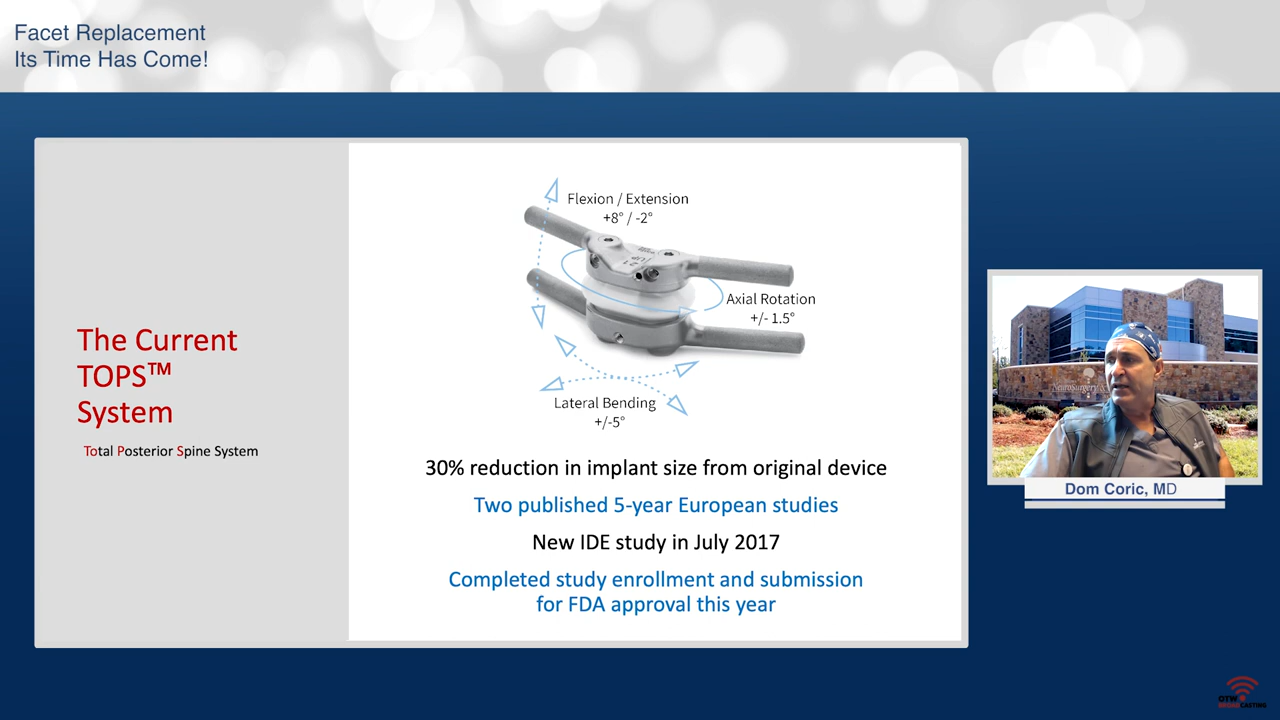 Facet Replacement
Its Time Has Come!
The Current
TOPS™
System
Total Posterior Spine System
Flexion / Extension
+8° / -2°
Axial Rotation
+/- 1.5°
Lateral Bending
+/-5°
30% reduction in implant size from original device
Two published 5-year European studies
New IDE study in July 2017
Completed study enrollment and submission
for FDA approval this year
NeuroSurgery
Dom Coric, MD
OTW
BROADCASTING